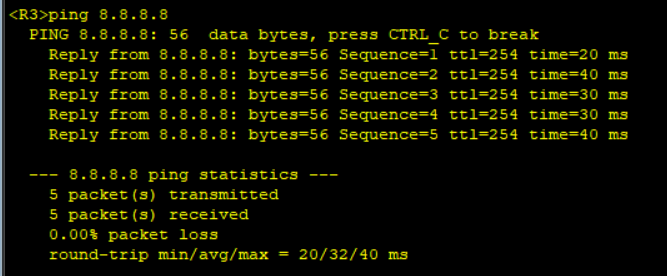 <R3>ping 8.8.8.8
PING 8.8.8.8: 56  data bytes, press CTRL_C to break
Reply from 8.8.8.8: bytes=56 Sequence=1 ttl=254 time=20 ms
Reply from 8.8.8.8: bytes=56 Sequence=2 ttl=254 time=40 ms
Reply from 8.8.8.8: bytes=56 Sequence=3 ttl=254 time=30 ms
Reply from 8.8.8.8: bytes=56 Sequence=4 ttl=254 time=30 ms
Reply from 8.8.8.8: bytes=56 Sequence=5 ttl=254 time=40 ms
--- 8.8.8.8 ping statistics ---
5 packet(s) transmitted
5 packet(s) received
0.00% packet loss
round-trip min/avg/max = 20/32/40 ms